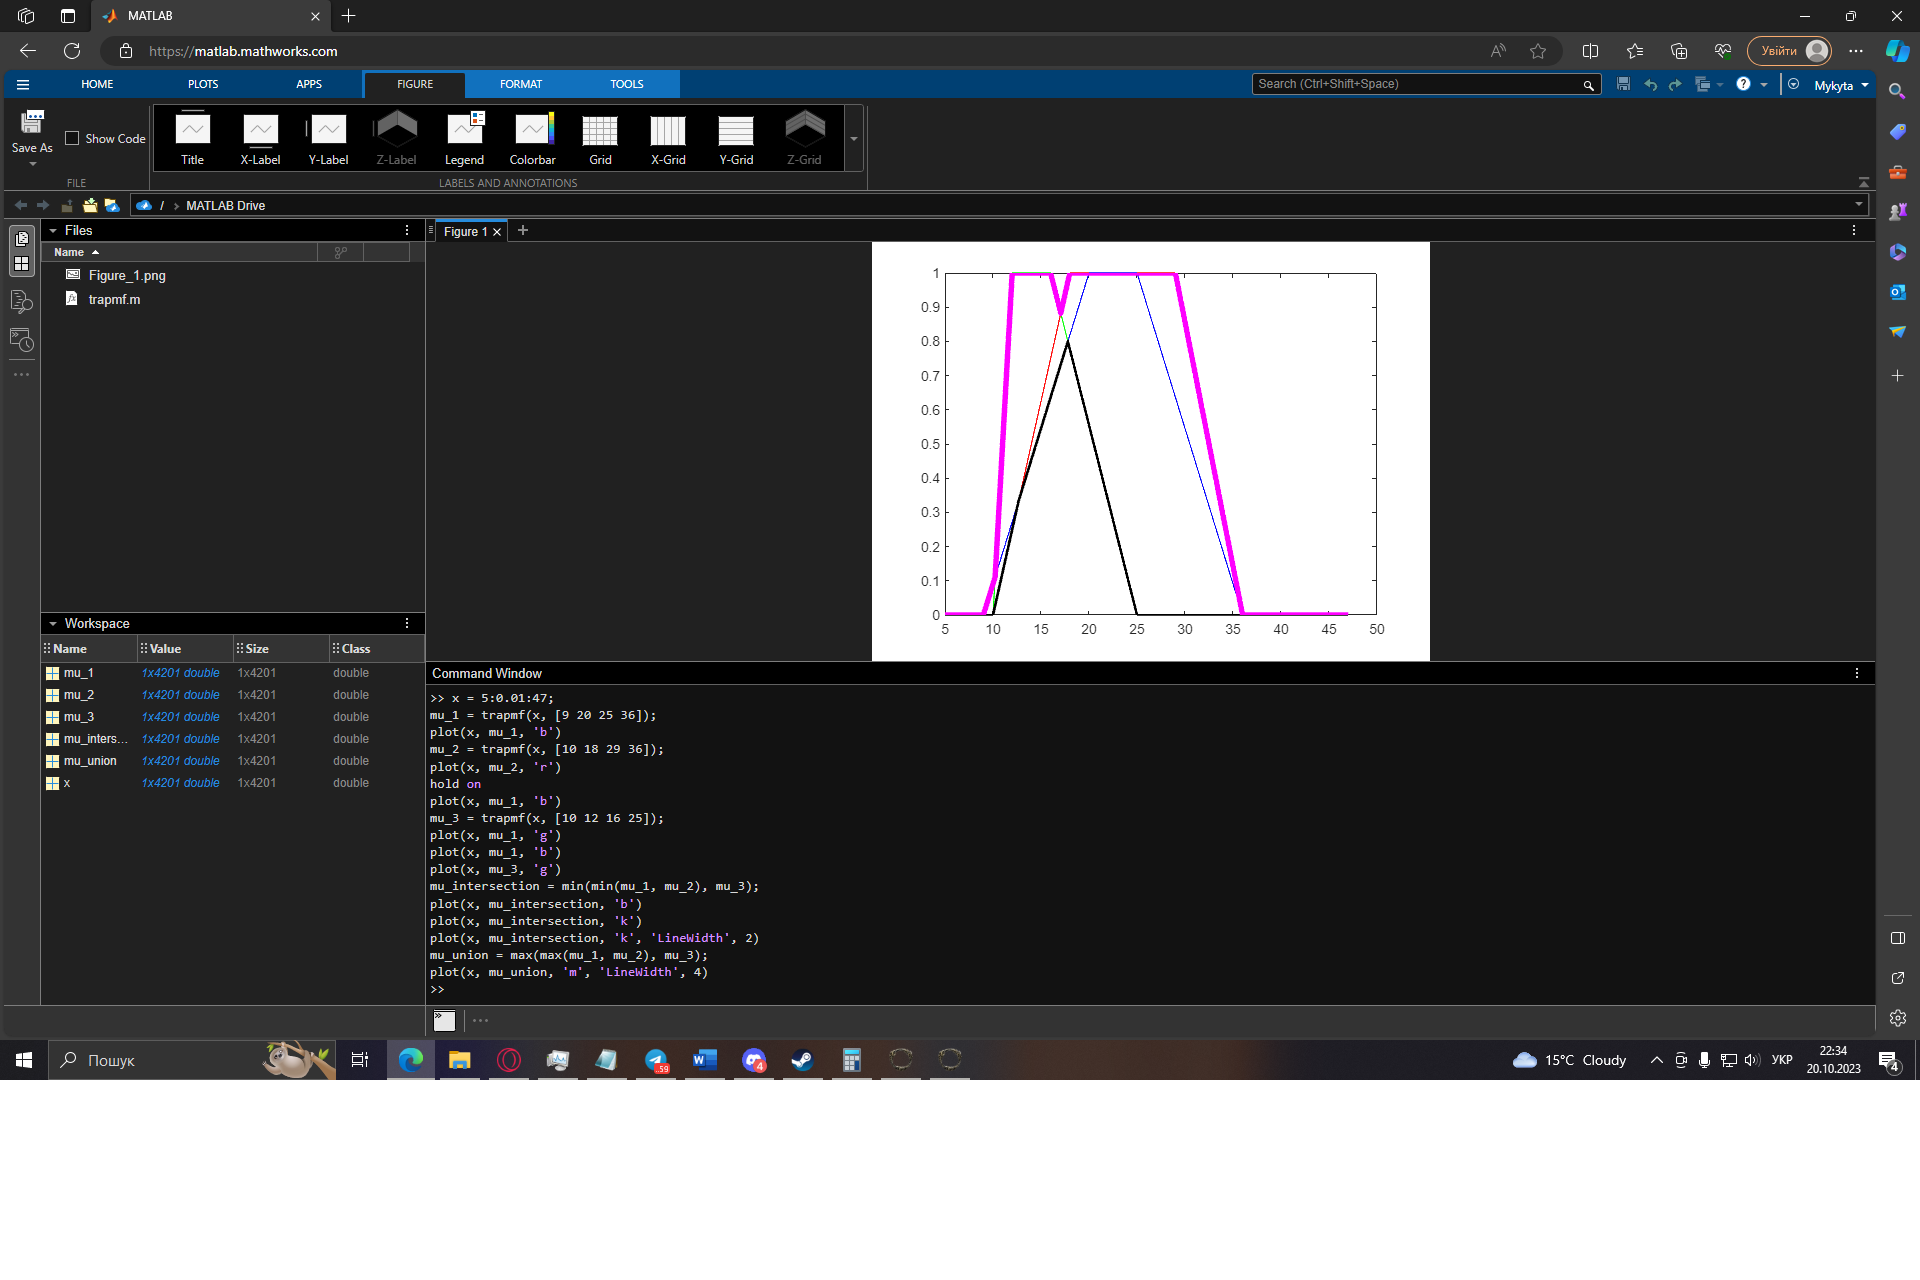 MATLAB
https://matlab.mathworks.com
Увійти
HOME
PLOTS
APPS
FIGURE
FORMAT
TOOLS
Search (Ctrl+Shift+Space)
Mykyta
Save As
Show Code
Title
X-Label
Y-Label
Z-Label
Legend
Colorbar
Grid
X-Grid
Y-Grid
Z-Grid
FILE
LABELS AND ANNOTATIONS
/ > MATLAB Drive
Files
Name
Figure_1.png
trapmf.m
Figure 1
1
0.9
0.8
0.7
0.6
0.5
0.4
0.3
0.2
0.1
0
5 10 15 20 25 30 35 40 45 50
Workspace
Name Value Size Class
mu_1 1x4201 double 1x4201 double
mu_2 1x4201 double 1x4201 double
mu_3 1x4201 double 1x4201 double
mu_inters... 1x4201 double 1x4201 double
mu_union 1x4201 double 1x4201 double
x 1x4201 double 1x4201 double
Command Window
>> x = 5:0.01:47;
mu_1 = trapmf(x, [9 20 25 36]);
plot(x, mu_1, 'b')
mu_2 = trapmf(x, [10 18 29 36]);
plot(x, mu_2, 'r')
hold on
plot(x, mu_1, 'b')
mu_3 = trapmf(x, [10 12 16 25]);
plot(x, mu_1, 'g')
plot(x, mu_1, 'b')
plot(x, mu_3, 'g')
mu_intersection = min(min(mu_1, mu_2), mu_3);
plot(x, mu_intersection, 'b')
plot(x, mu_intersection, 'k')
plot(x, mu_intersection, 'k', 'LineWidth', 2)
mu_union = max(max(mu_1, mu_2), mu_3);
plot(x, mu_union, 'm', 'LineWidth', 4)
>>
Пошук
59
4
15°C Cloudy
УКР
22:34
20.10.2023
4